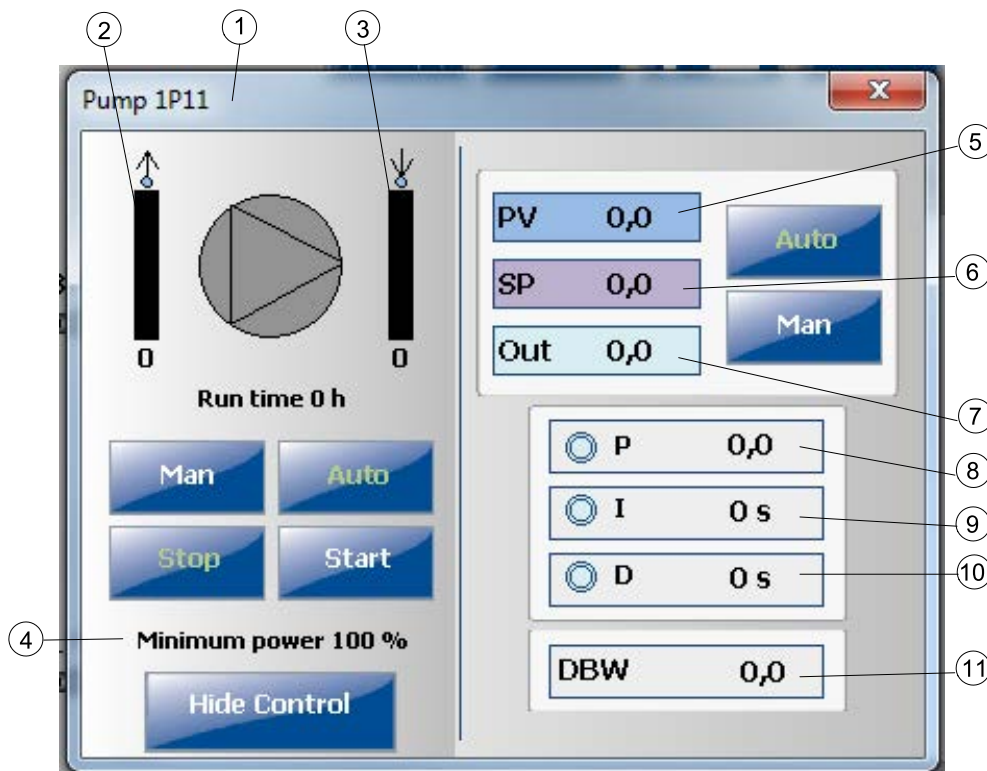 2 1 3
Pump 1P11 X
5
PV 0,0 Auto
6
SP 0,0
Man
Out 0,0
0 0
7
Run time 0 h
P 0,0
8
Man Auto
I 0 s
9
Stop Start
D 0 s
10
4 Minimum power 100 %
DBW 0,0
11
Hide Control